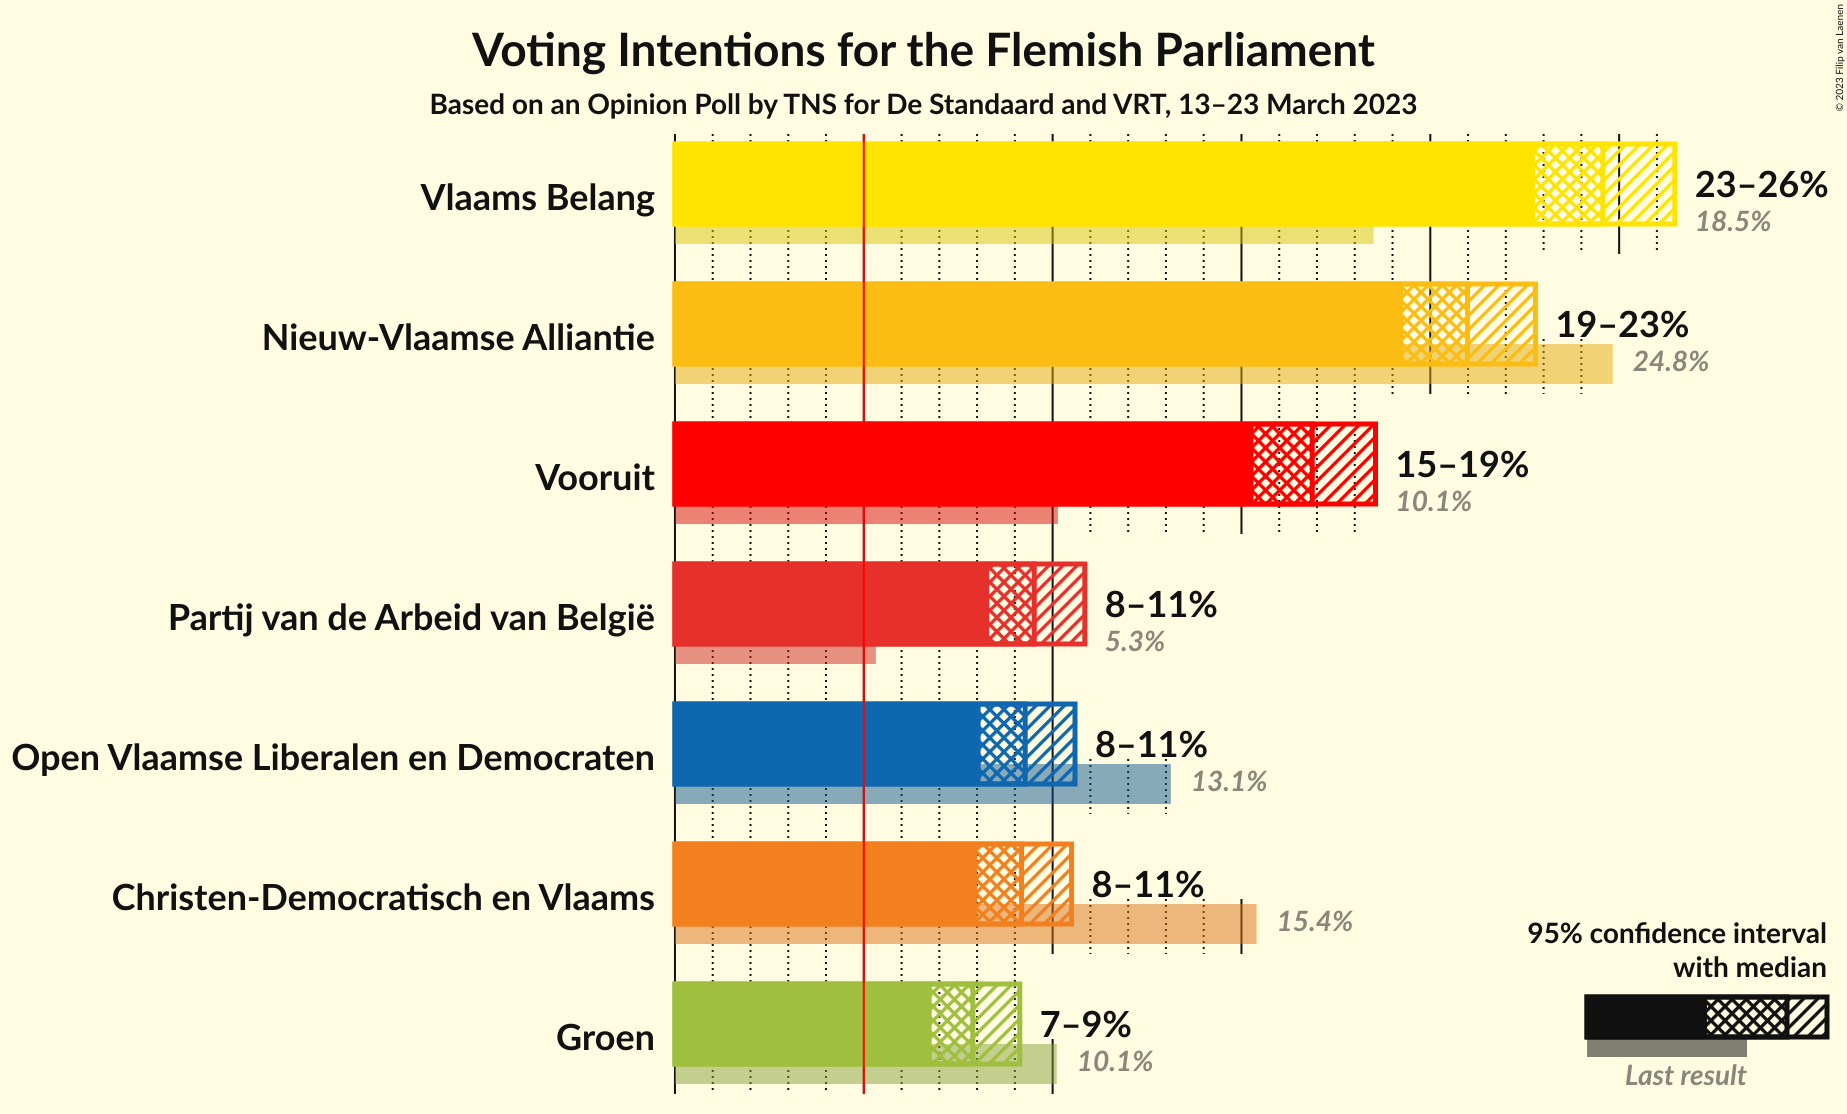 Voting Intentions for the Flemish Parliament
Based on an Opinion Poll by TNS for De Standaard and VRT, 13–23 March 2023
© 2023 Filip van Laenen
Vlaams Belang
23–26%
18.5%
Nieuw-Vlaamse Alliantie
19–23%
24.8%
Vooruit
15–19%
10.1%
Partij van de Arbeid van België
8–11%
5.3%
Open Vlaamse Liberalen en Democraten
8–11%
13.1%
Christen-Democratisch en Vlaams
8–11%
15.4%
Groen
7–9%
10.1%
95% confidence interval
with median
Last result